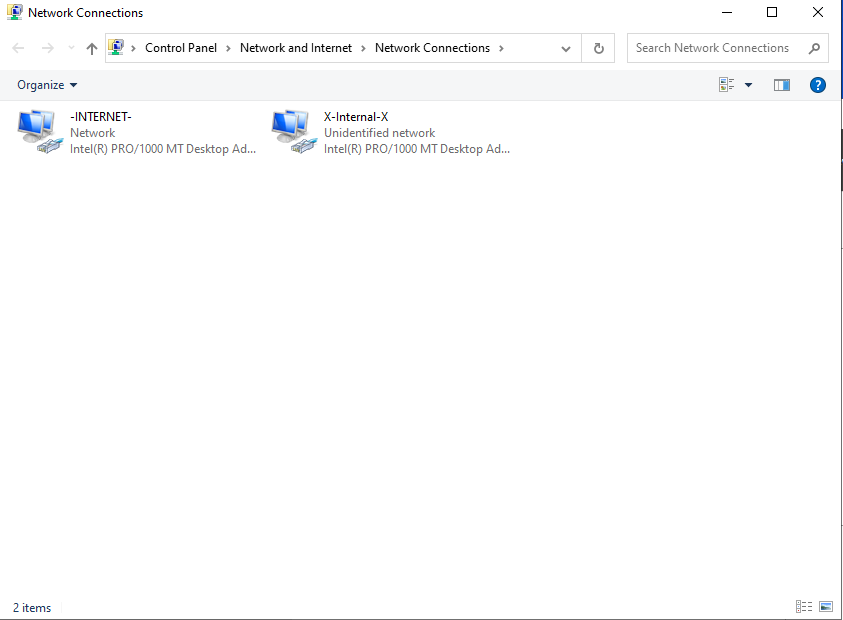 Network Connections
Control Panel > Network and Internet > Network Connections >
Search Network Connections
Organize
?
-INTERNET-
Network
Intel(R) PRO/1000 MT Desktop Ad...
X-Internal-X
Unidentified network
Intel(R) PRO/1000 MT Desktop Ad...
2 items